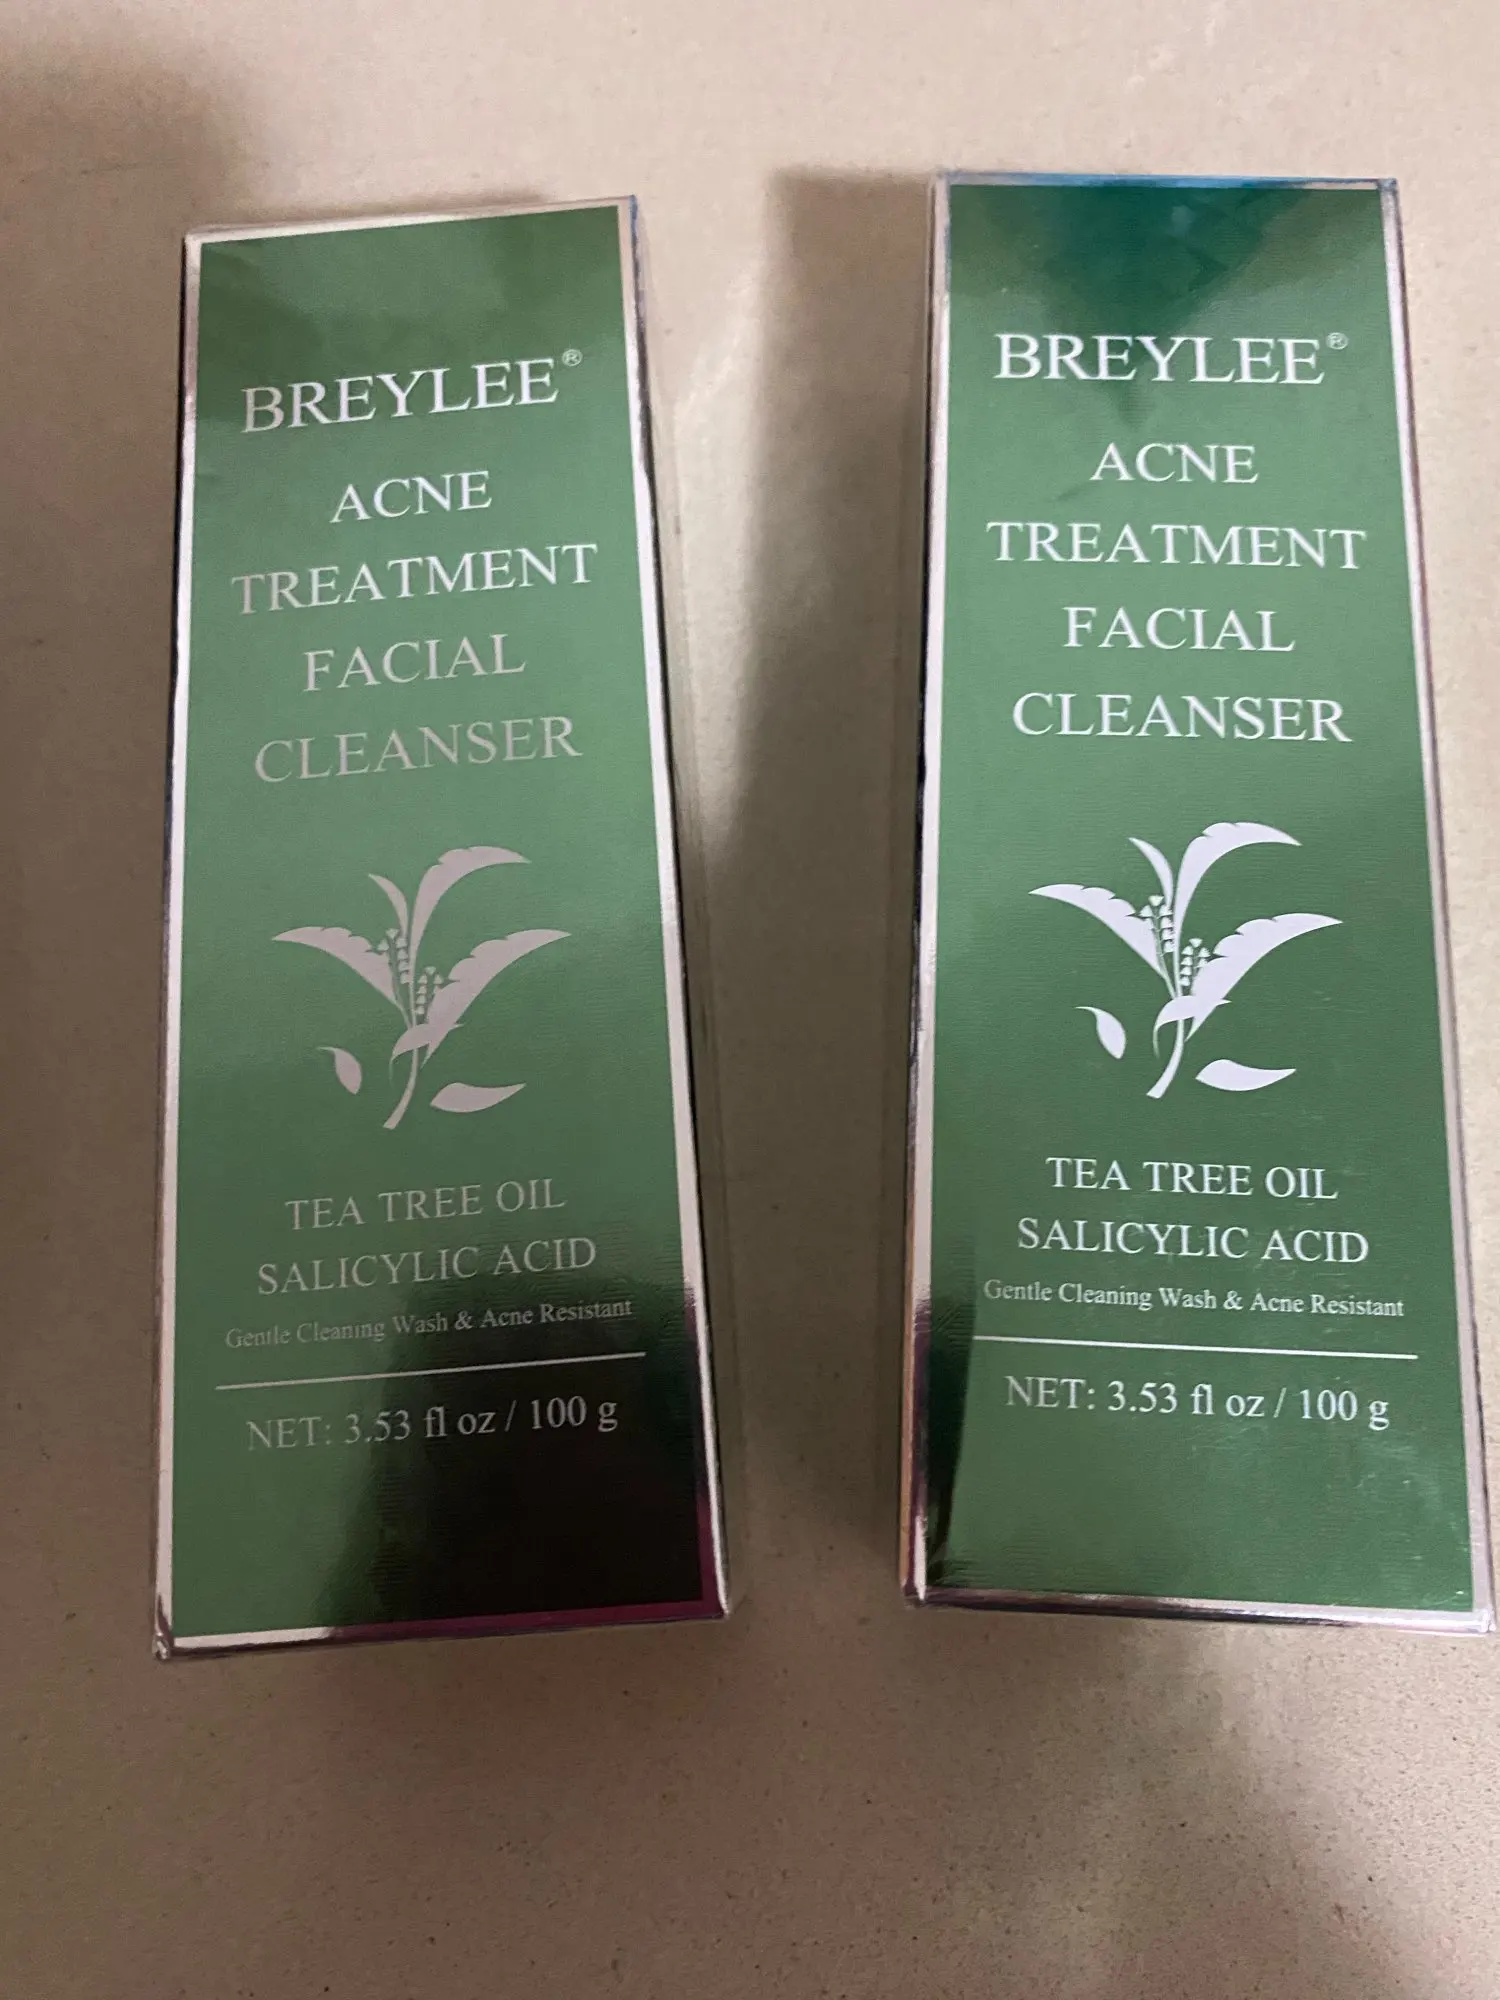 BREYLEE®
ACNE
TREATMENT
FACIAL
CLEANSER
TEA TREE OIL
SALICYLIC ACID
Gentle Cleaning Wash & Acne Resistant
NET: 3.53 fl oz / 100 g
BREYLEE®
ACNE
TREATMENT
FACIAL
CLEANSER
TEA TREE OIL
SALICYLIC ACID
Gentle Cleaning Wash & Acne Resistant
NET: 3.53 fl oz / 100 g